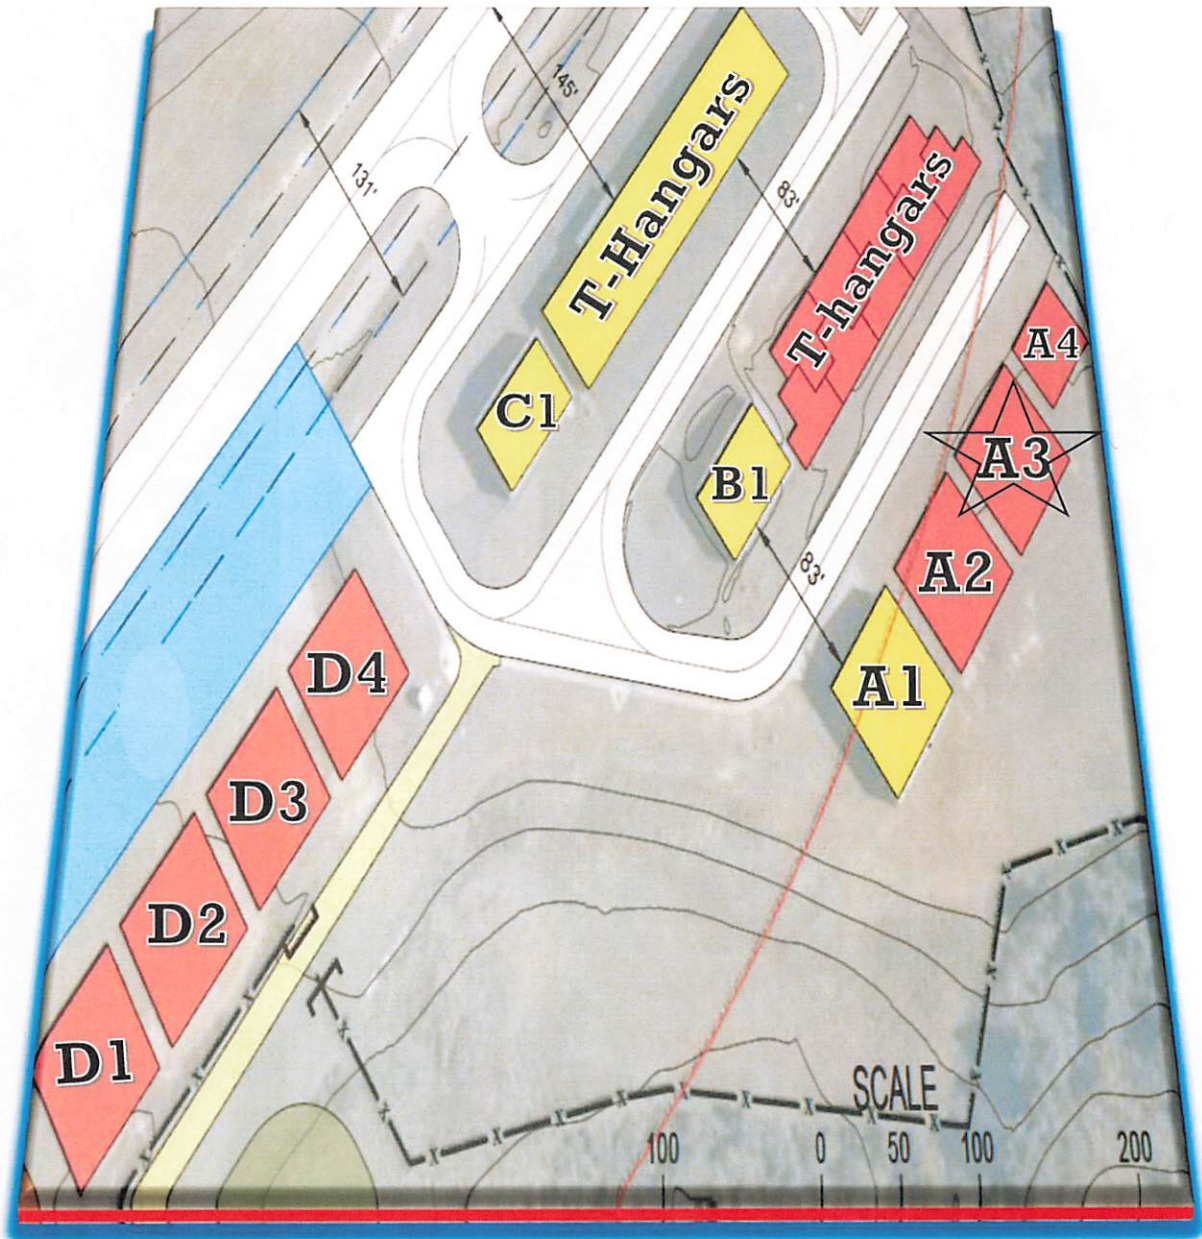 145'
131'
T-Hangars
83'
T-hangars
A4
C1
A3
B1
83'
A2
D4
A1
D3
D2
D1
SCALE
100 0 50 100 200